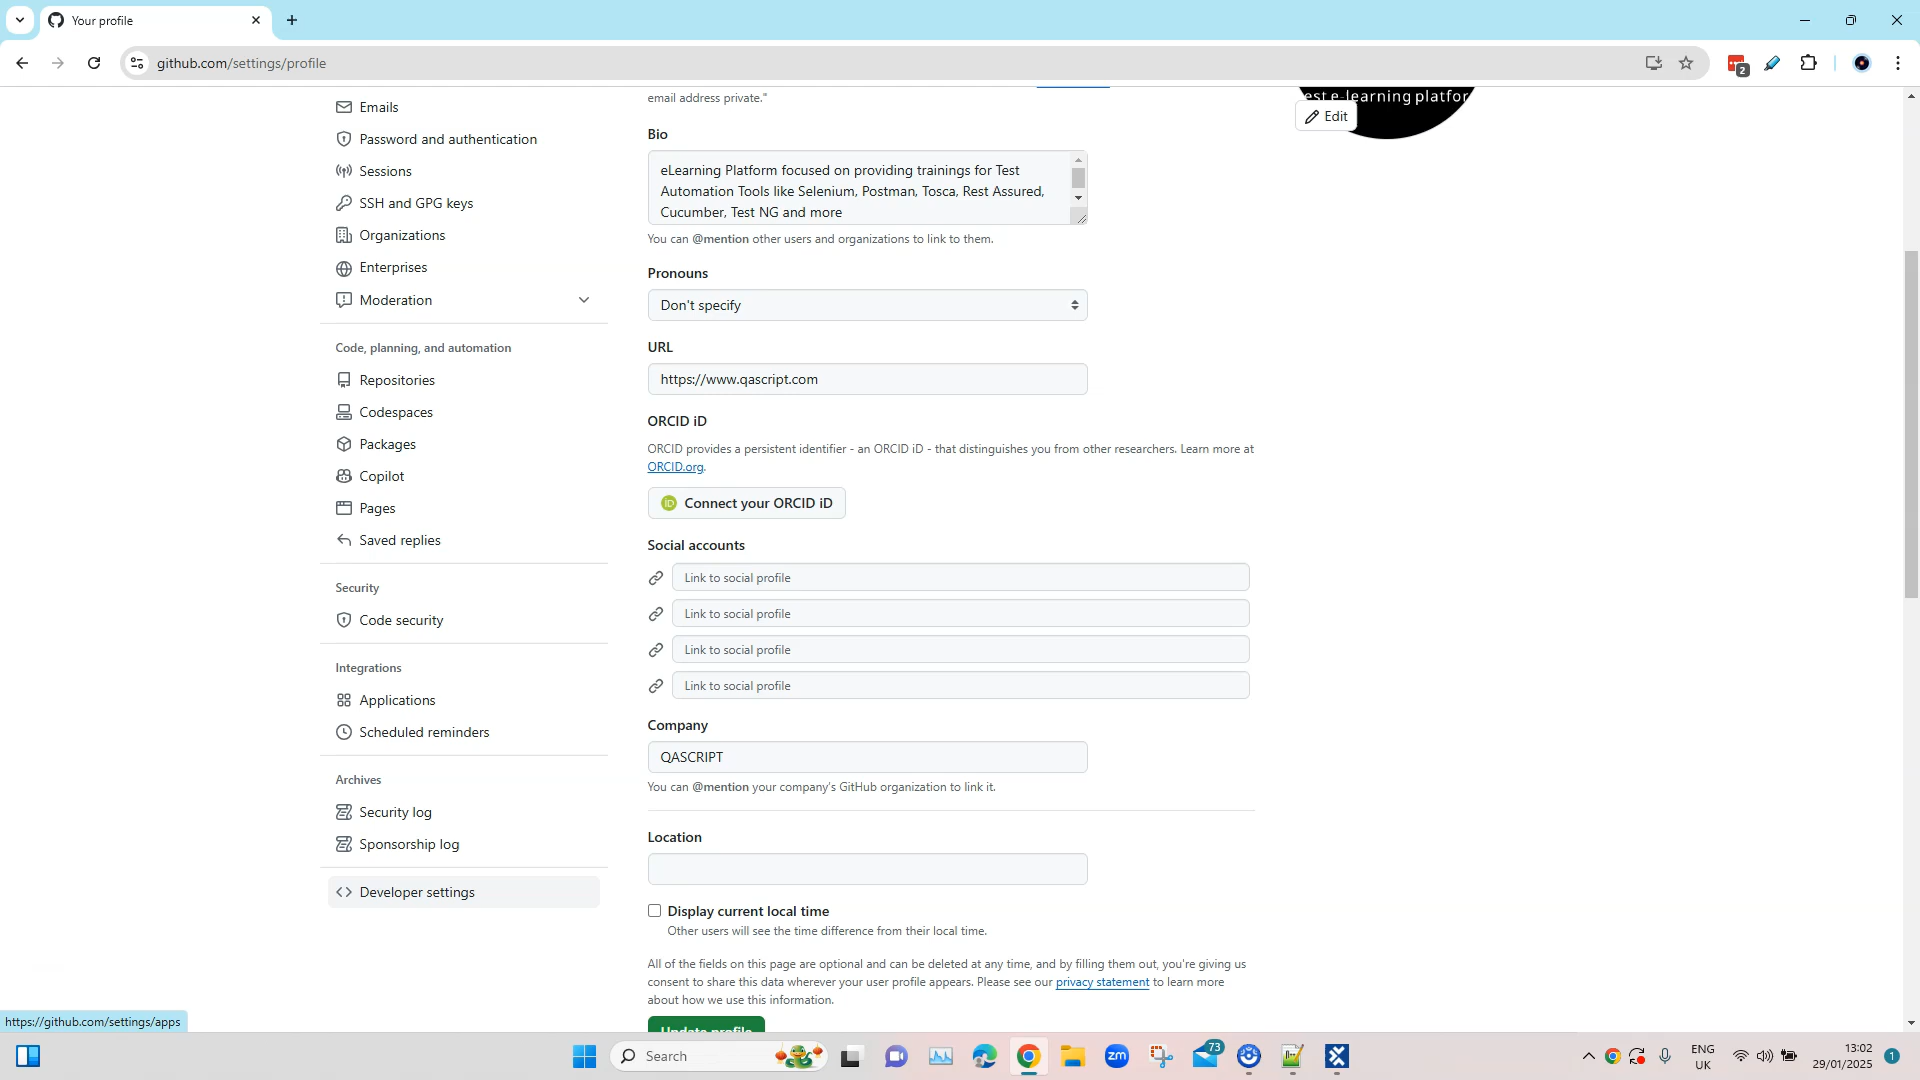 Your profile
github.com/settings/profile
2
Emails
Password and authentication
Sessions
SSH and GPG keys
Organizations
Enterprises
Moderation
Code, planning, and automation
Repositories
Codespaces
Packages
Copilot
Pages
Saved replies
Security
Code security
Integrations
Applications
Scheduled reminders
Archives
Security log
Sponsorship log
Developer settings
email address private."
Bio
eLearning Platform focused on providing trainings for Test
Automation Tools like Selenium, Postman, Tosca, Rest Assured,
Cucumber, Test NG and more
You can @mention other users and organizations to link to them.
Pronouns
Don't specify
URL
https://www.qascript.com
ORCID iD
ORCID provides a persistent identifier - an ORCID iD - that distinguishes you from other researchers. Learn more at
ORCID.org.
iD Connect your ORCID iD
Social accounts
Link to social profile
Link to social profile
Link to social profile
Link to social profile
Company
QASCRIPT
You can @mention your company's GitHub organization to link it.
Location
Display current local time
Other users will see the time difference from their local time.
All of the fields on this page are optional and can be deleted at any time, and by filling them out, you're giving us
consent to share this data wherever your user profile appears. Please see our privacy statement to learn more
about how we use this information.
Update profile
est e-learning platfor
Edit
https://github.com/settings/apps
Search
zm
73
ENG
UK
13:02
29/01/2025
1